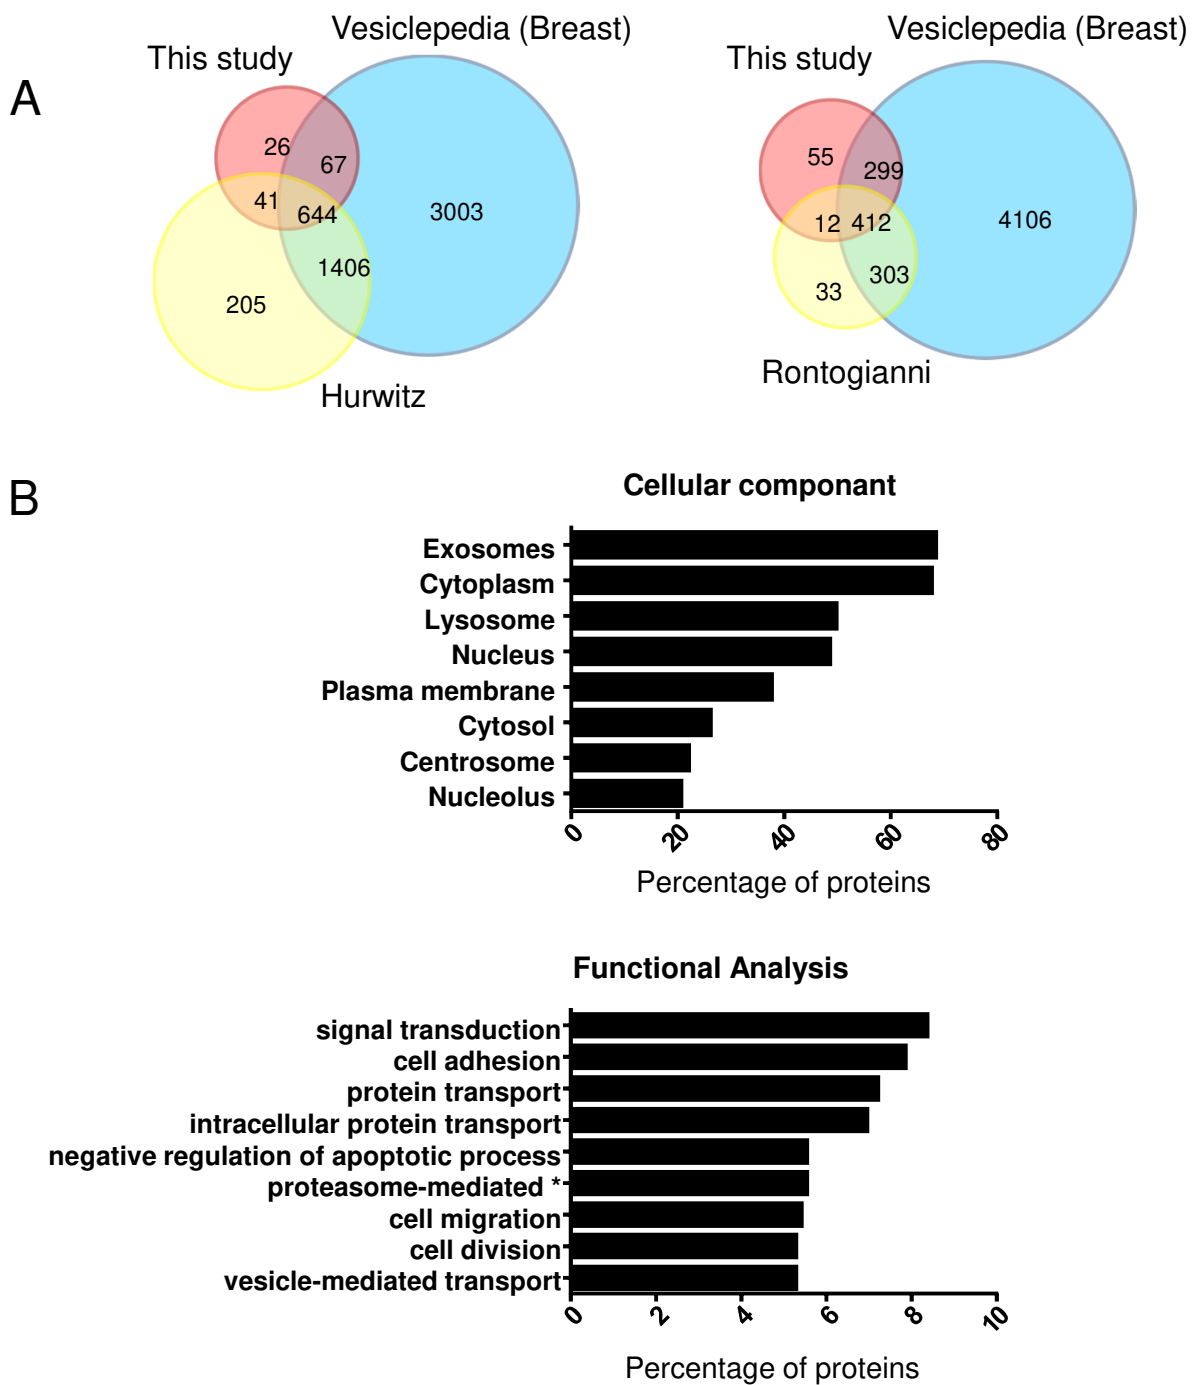 A
This study
Vesiclepedia (Breast)
26
67
41
644
3003
1406
205
Hurwitz
This study
Vesiclepedia (Breast)
55
299
12
412
4106
303
33
Rontogianni
B
Cellular componant
Exosomes
Cytoplasm
Lysosome
Nucleus
Plasma membrane
Cytosol
Centrosome
Nucleolus
0 20 40 60 80
Percentage of proteins
Functional Analysis
signal transduction
cell adhesion
protein transport
intracellular protein transport
negative regulation of apoptotic process
proteasome-mediated *
cell migration
cell division
vesicle-mediated transport
0 2 4 6 8 10
Percentage of proteins